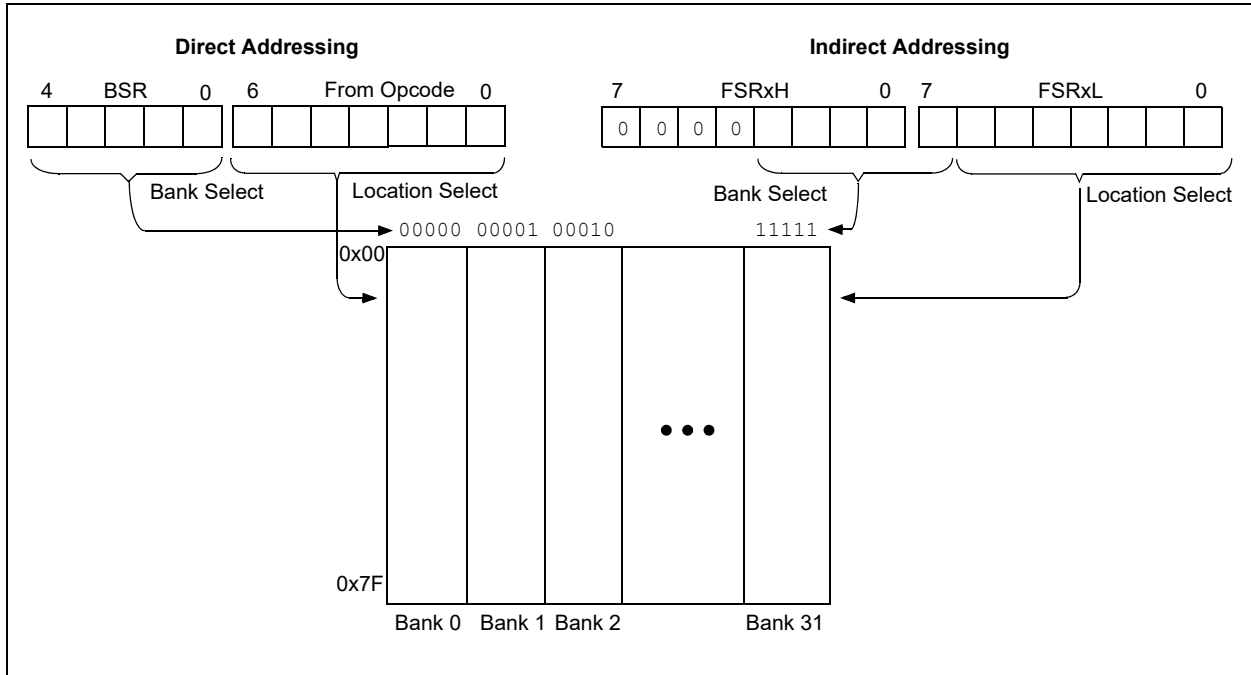 Direct Addressing
Indirect Addressing
4 BSR 0 6 From Opcode 0
7 FSRxH 0 7 FSRxL 0
0 0 0 0
Bank Select Location Select
Bank Select Location Select
00000 00001 00010 11111
0x00
0x7F
Bank 0 Bank 1 Bank 2 Bank 31